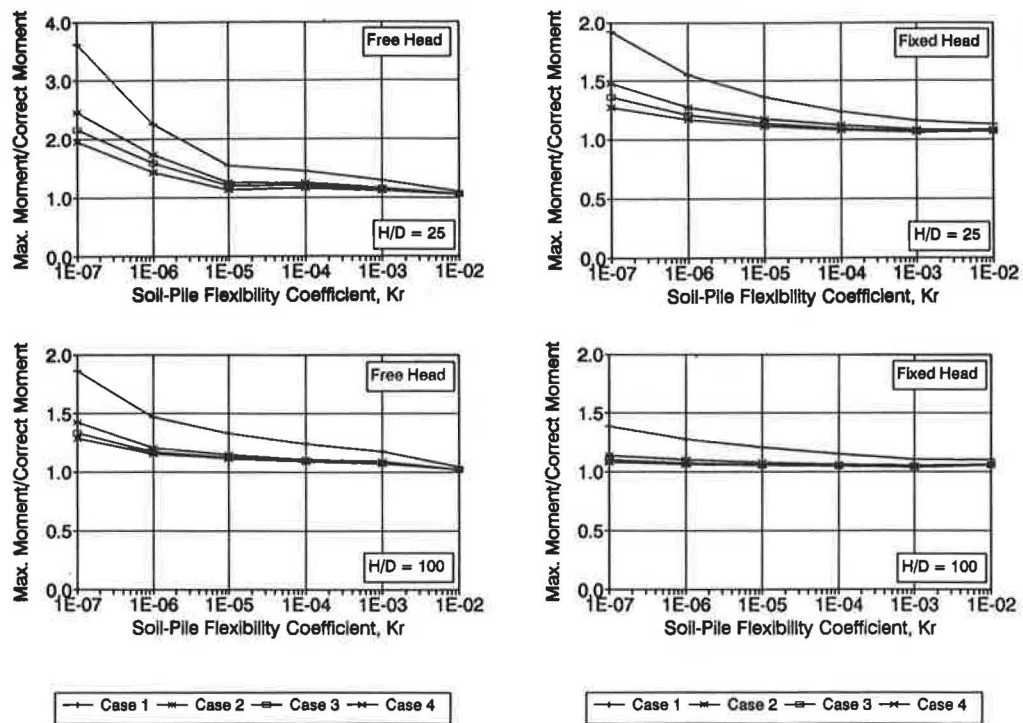 Max. Moment/Correct Moment
4.0
3.0
2.0
1.0
0.0
Free Head
H/D = 25
1E-07 1E-06 1E-05 1E-04 1E-03 1E-02
Soil-Pile Flexibility Coefficient, Kr
Max. Moment/Correct Moment
2.0
1.5
1.0
0.5
0.0
Fixed Head
H/D = 25
1E-07 1E-06 1E-05 1E-04 1E-03 1E-02
Soil-Pile Flexibility Coefficient, Kr
Max. Moment/Correct Moment
2.0
1.5
1.0
0.5
0.0
Free Head
H/D = 100
1E-07 1E-06 1E-05 1E-04 1E-03 1E-02
Soil-Pile Flexibility Coefficient, Kr
Max. Moment/Correct Moment
2.0
1.5
1.0
0.5
0.0
Fixed Head
H/D = 100
1E-07 1E-06 1E-05 1E-04 1E-03 1E-02
Soil-Pile Flexibility Coefficient, Kr
Case 1 Case 2 Case 3 Case 4
Case 1 Case 2 Case 3 Case 4